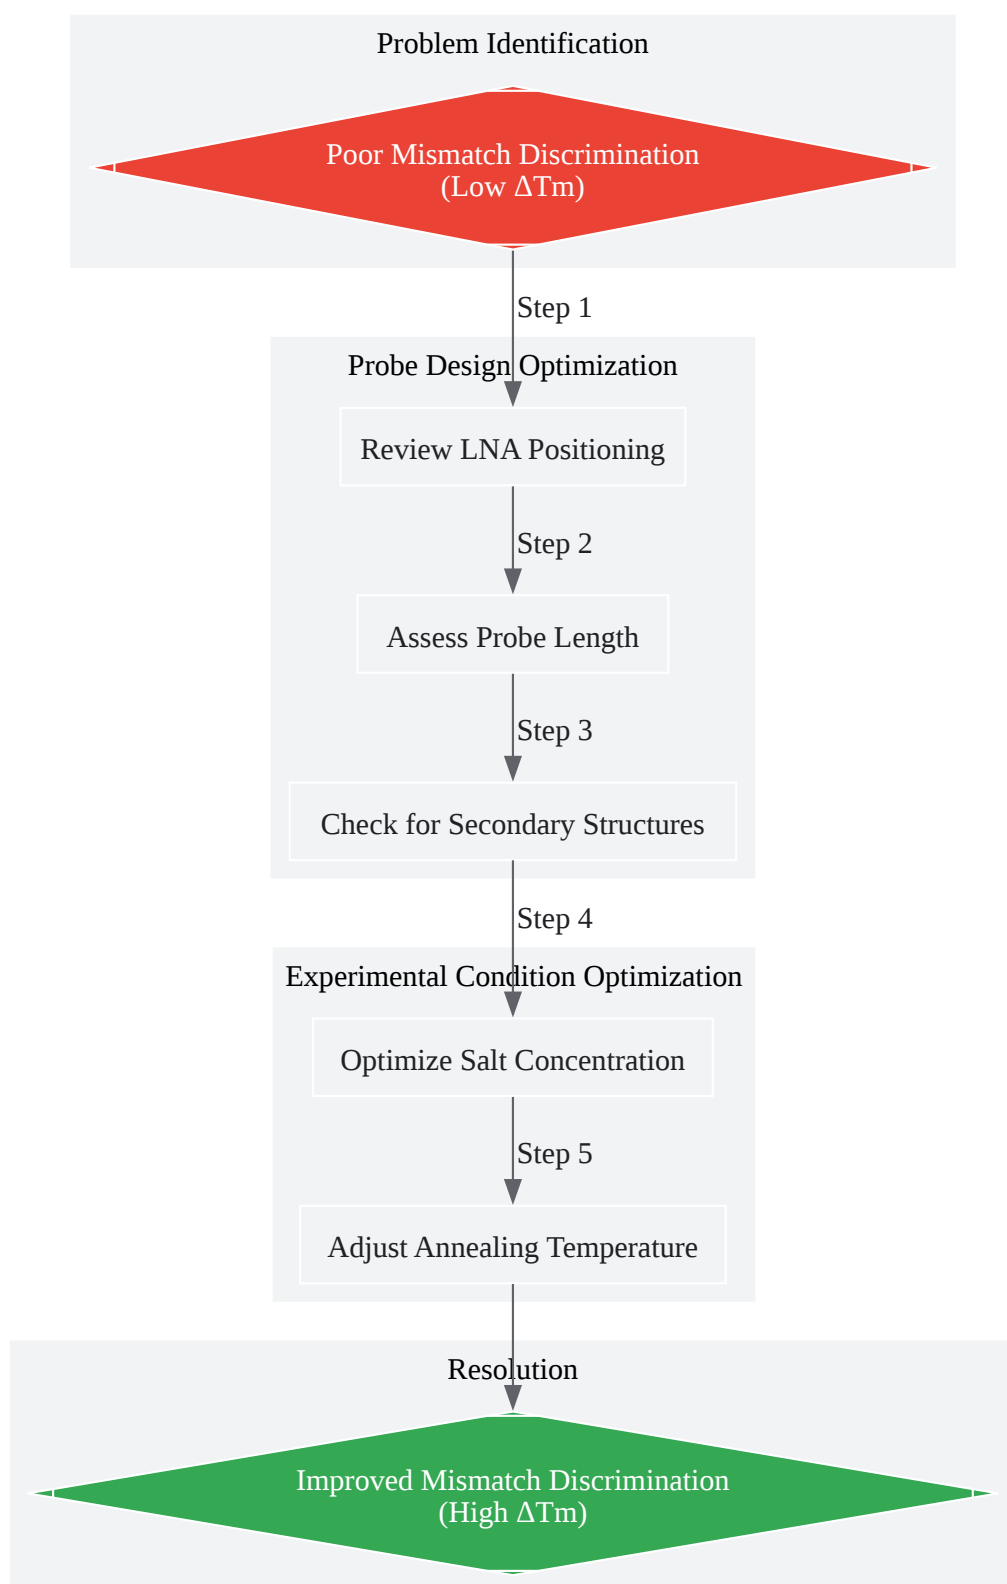 Problem Identification
Poor Mismatch Discrimination
(Low ΔTm)
Step 1
Probe Design Optimization
Review LNA Positioning
Step 2
Assess Probe Length
Step 3
Check for Secondary Structures
Step 4
Experimental Condition Optimization
Optimize Salt Concentration
Step 5
Adjust Annealing Temperature
Resolution
Improved Mismatch Discrimination
(High ΔTm)